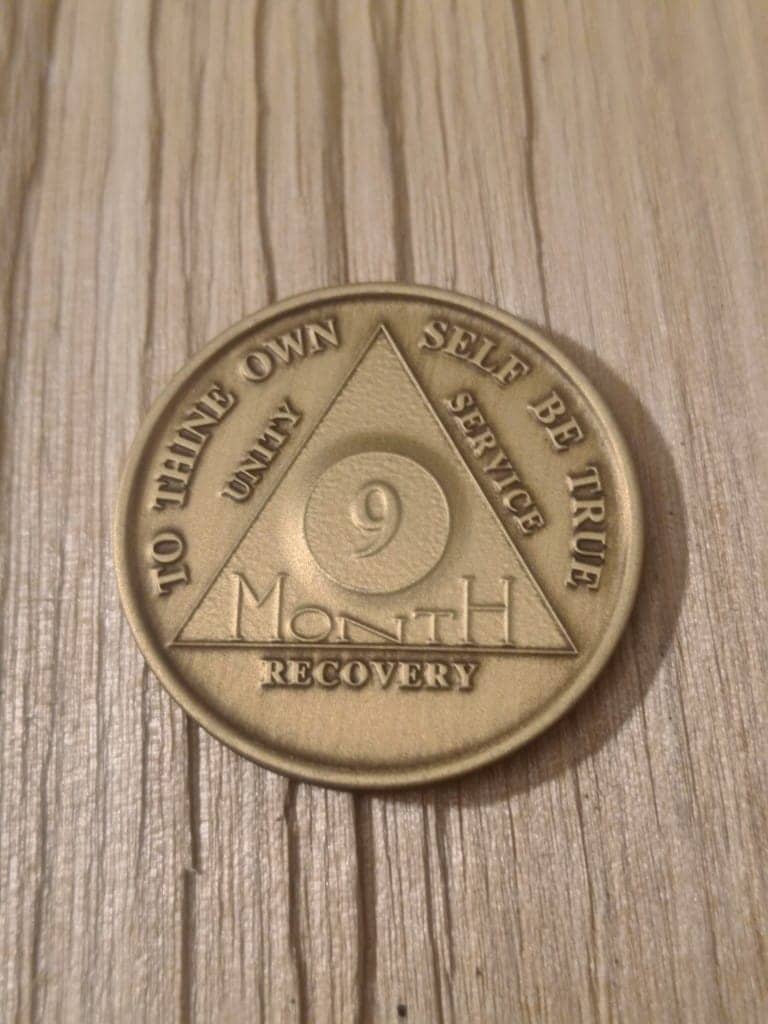 TO THINE OWN SELF BE TRUE
UNITY
SERVICE
9
MONTH
RECOVERY